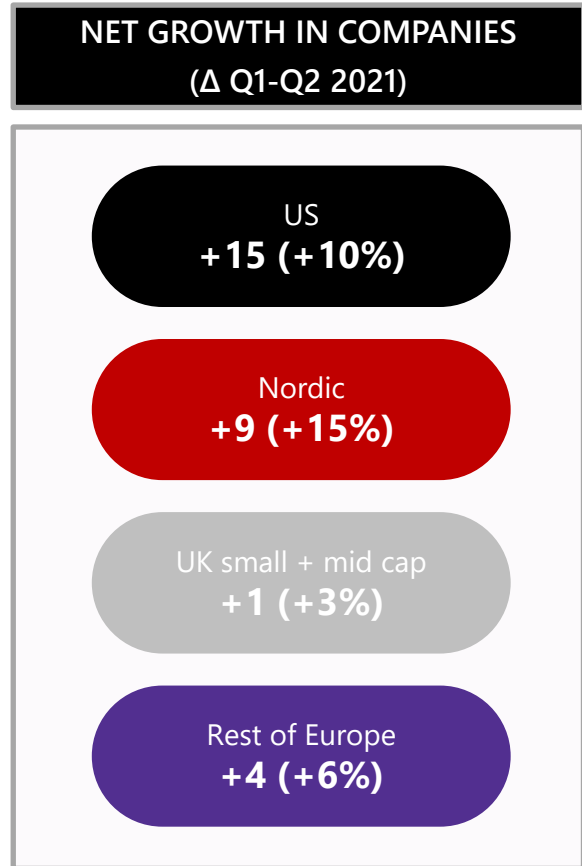 NET GROWTH IN COMPANIES
(Δ Q1-Q2 2021)
US
+15 (+10%)
Nordic
+9 (+15%)
UK small + mid cap
+1 (+3%)
Rest of Europe
+4 (+6%)